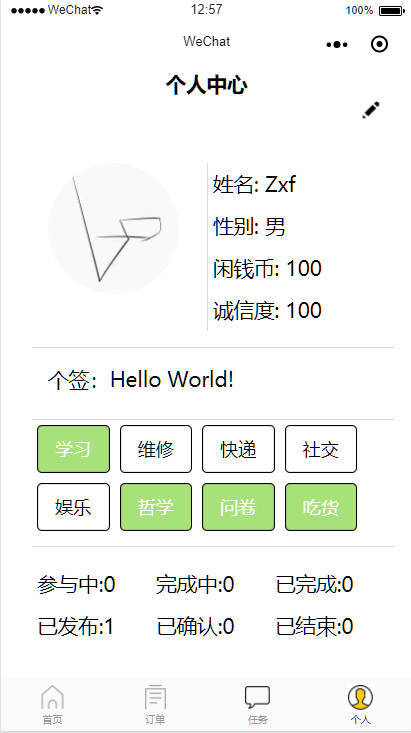 ●●●●● WeChat 12:57 100%
WeChat
个人中心
姓名: Zxf
性别: 男
闲钱币: 100
诚信度: 100
个签: Hello World!
学习 维修 快递 社交
娱乐 哲学 问卷 吃货
参与中:0 完成中:0 已完成:0
已发布:1 已确认:0 已结束:0
首页 订单 任务 个人